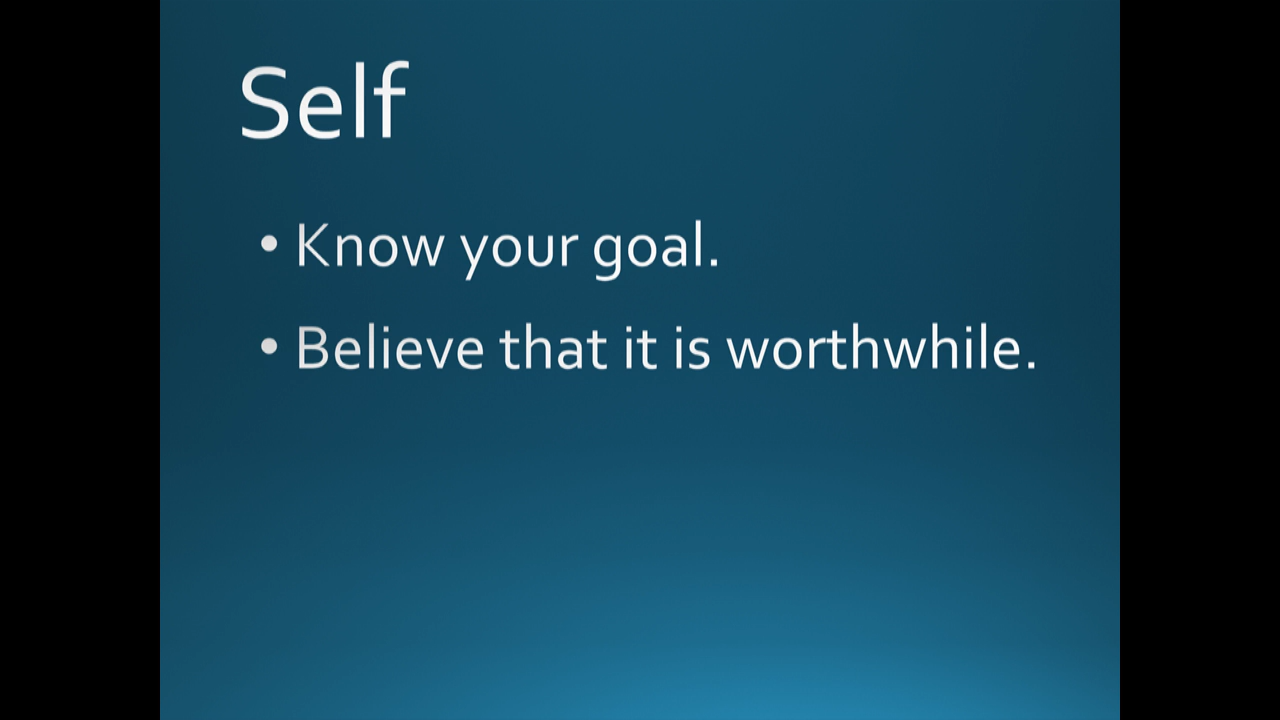 Self
• Know your goal.
• Believe that it is worthwhile.